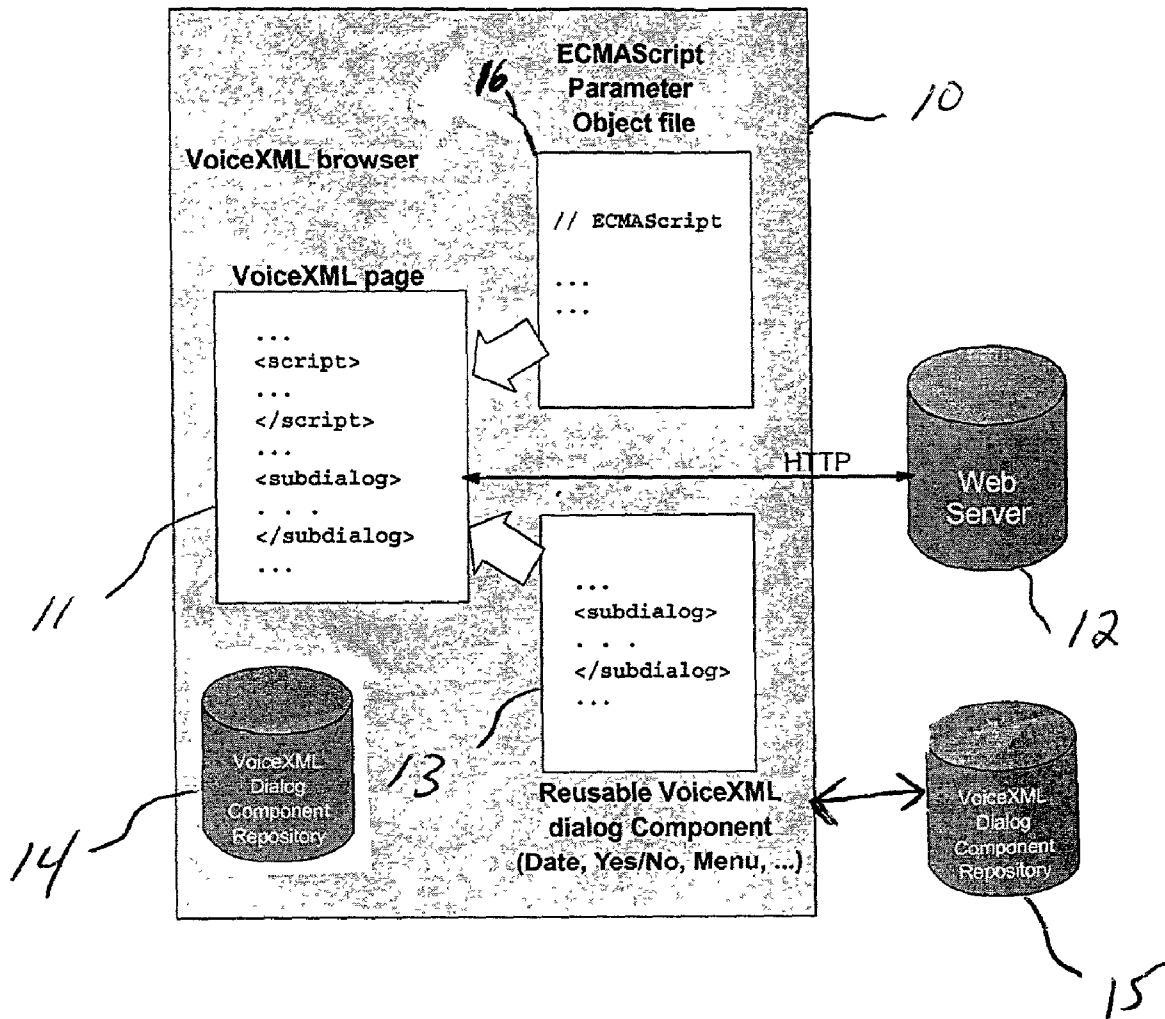 ECMAScript
Parameter
Object file
16
10
VoiceXML browser
// ECMAScript
...
...
VoiceXML page
...
<script>
...
</script>
...
<subdialog>
. . .
</subdialog>
...
11
HTTP
Web
Server
12
...
<subdialog>
. . .
</subdialog>
...
13
Reusable VoiceXML
dialog Component
(Date, Yes/No, Menu, ...)
VoiceXML
Dialog
Component
Repository
14
VoiceXML
Dialog
Component
Repository
15